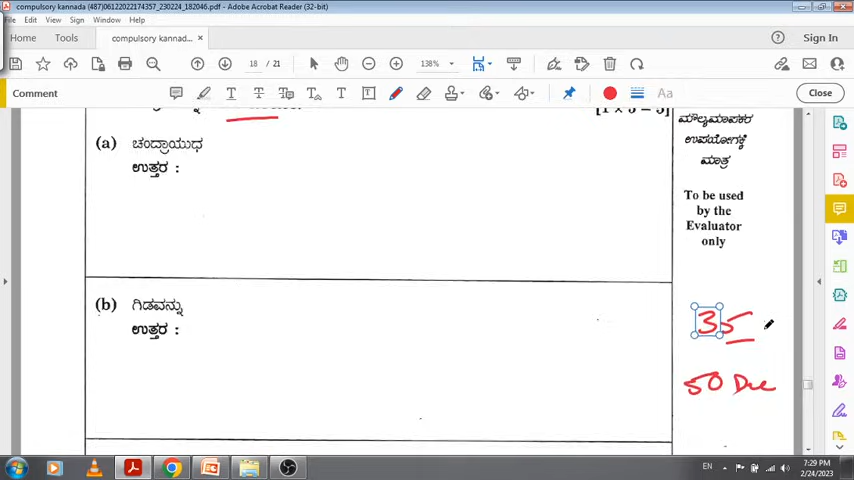 compulsory kannada (487)06122022174357_230224_182046.pdf - Adobe Acrobat Reader (32-bit)
File Edit View Sign Window Help
Home Tools compulsory kannad... × ? Sign In
18 / 21 138%
Comment Aa Close
[1 × 5 = 5]
ಮೌಲ್ಯಮಾಪಕರ
ಉಪಯೋಗಕ್ಕೆ
ಮಾತ್ರ
(a) ಚಂದ್ರಾಯುಧ
ಉತ್ತರ :
To be used
by the
Evaluator
only
(b) ಗಿಡವನ್ನು
ಉತ್ತರ :
35
50
EN 7:29 PM
2/24/2023